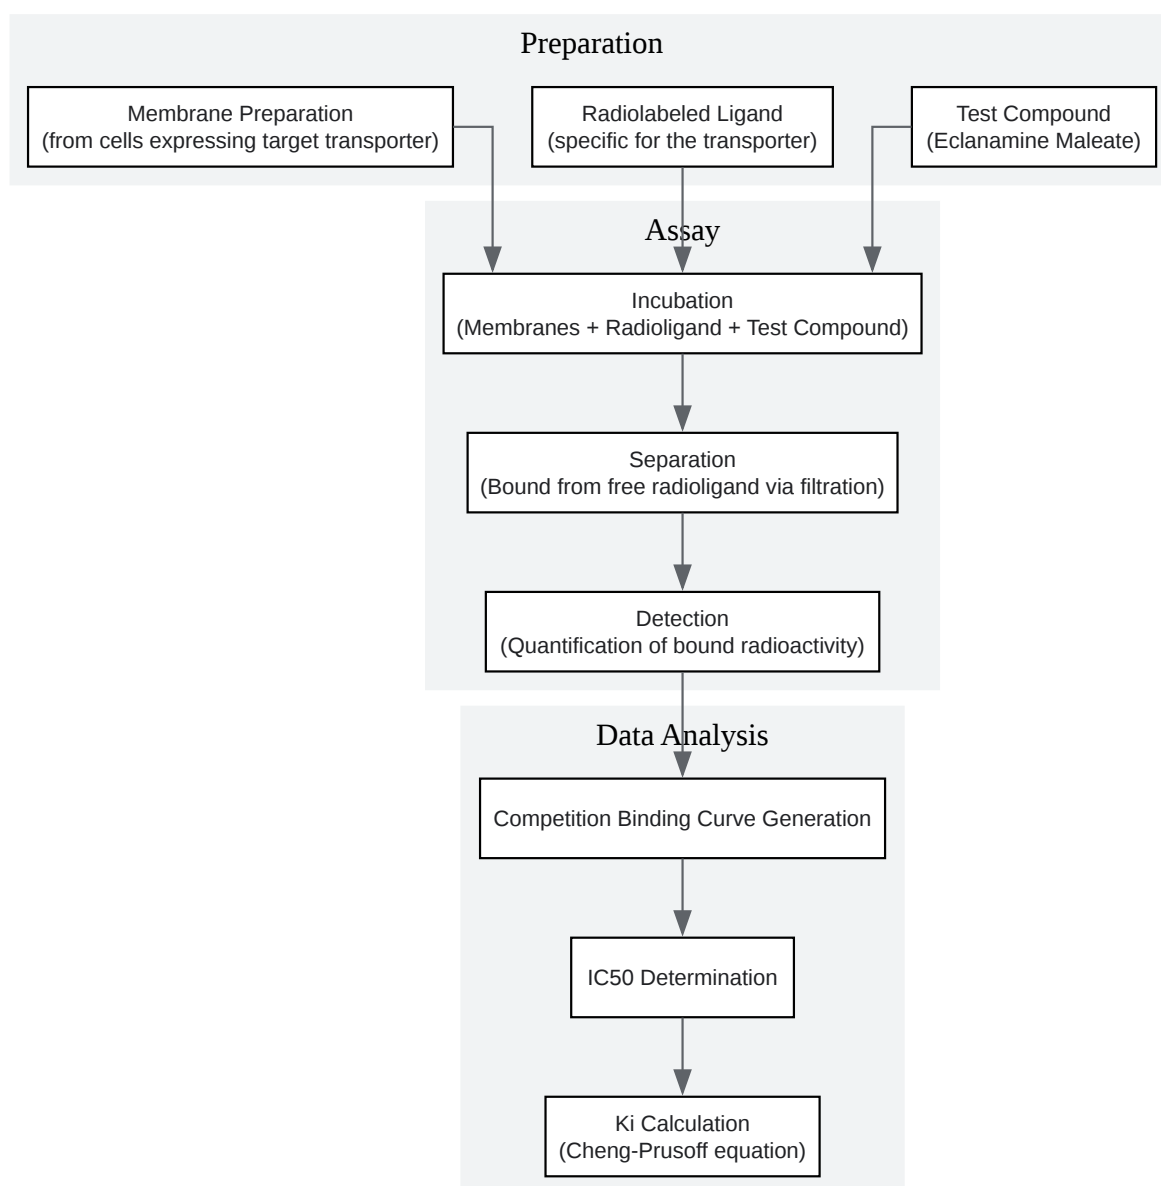 Preparation
Membrane Preparation
(from cells expressing target transporter)
Radiolabeled Ligand
(specific for the transporter)
Test Compound
(Eclanamine Maleate)
Assay
Incubation
(Membranes + Radioligand + Test Compound)
Separation
(Bound from free radioligand via filtration)
Detection
(Quantification of bound radioactivity)
Data Analysis
Competition Binding Curve Generation
IC50 Determination
Ki Calculation
(Cheng-Prusoff equation)